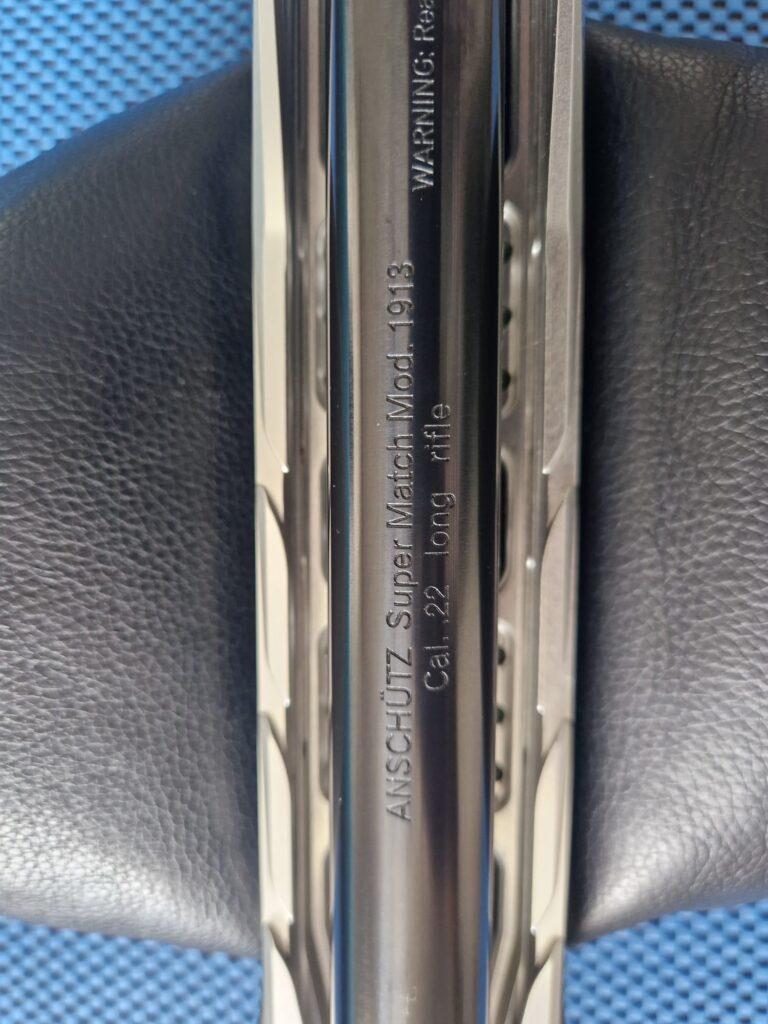 ANSCHÜTZ Super Match Mod. 1913
Cal. .22 long rifle
WARNING: